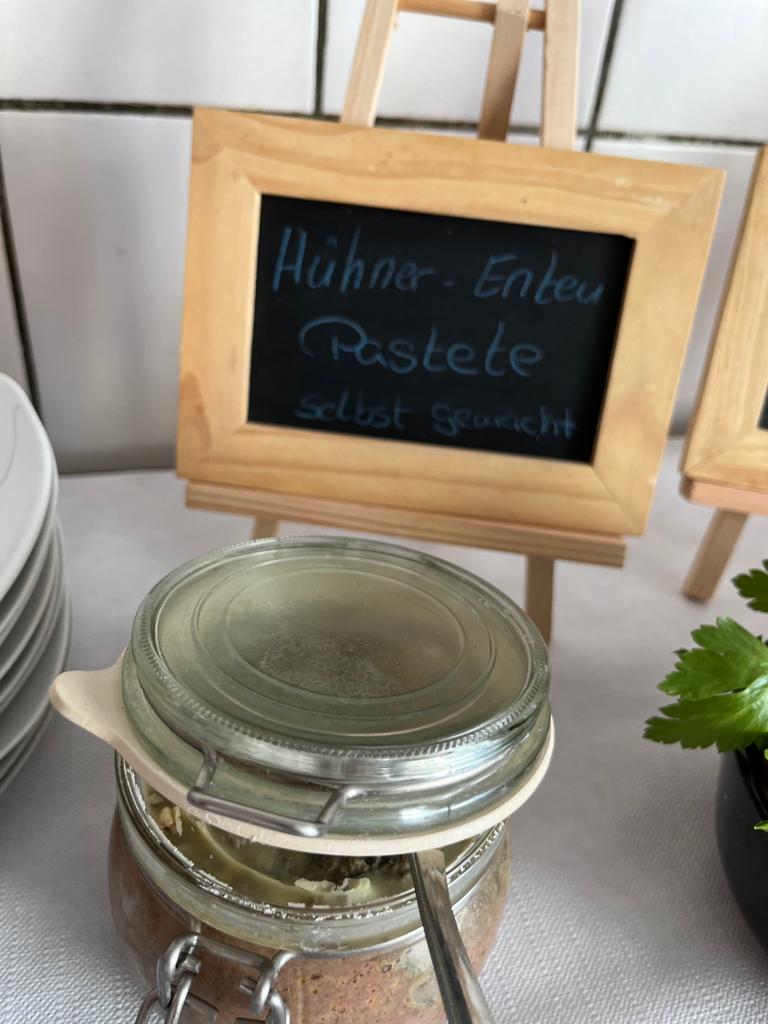 Hühner - Enten
Pastete
selbst gemacht